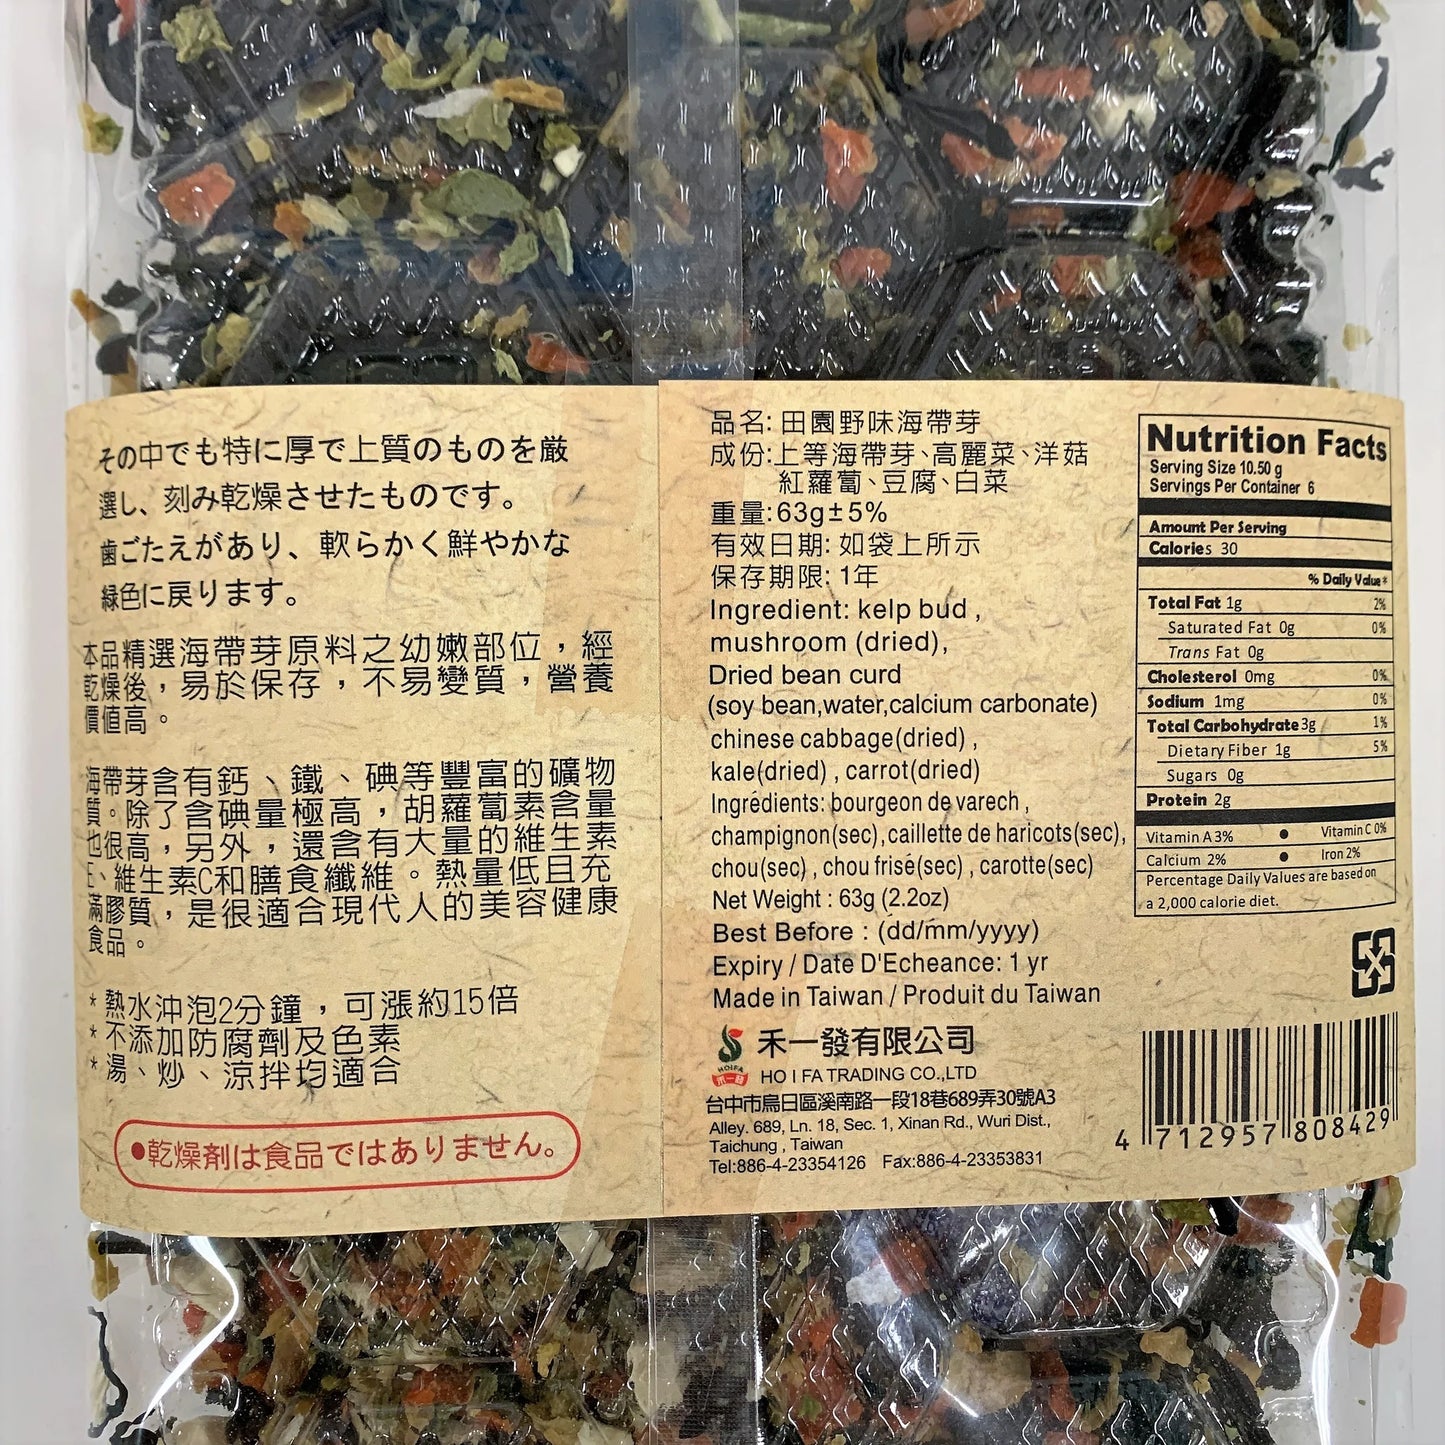 その中でも特に厚で上質のものを厳
選し、刻み乾燥させたものです。
歯ごたえがあり、軟らかく鮮やかな
緑色に戻ります。
本品精選海帶芽原料之幼嫩部位，經
乾燥後，易於保存，不易變質，營養
價值高。
海帶芽含有鈣、鐵、碘等豐富的礦物
質。除了含碘量極高，胡蘿蔔素含量
也很高，另外，還含有大量的維生素
E、維生素C和膳食纖維。熱量低且充
滿膠質，是很適合現代人的美容健康
食品。
*熱水沖泡2分鐘，可漲約15倍
*不添加防腐劑及色素
*湯、炒、涼拌均適合
●乾燥剤は食品ではありません。
品名: 田園野味海帶芽
成份:上等海帶芽、高麗菜、洋菇
紅蘿蔔、豆腐、白菜
重量:63g±5%
有效日期: 如袋上所示
保存期限: 1年
Ingredient: kelp bud ,
mushroom (dried),
Dried bean curd
(soy bean,water,calcium carbonate)
chinese cabbage(dried) ,
kale(dried) , carrot(dried)
Ingrédients: bourgeon de varech ,
champignon(sec),caillette de haricots(sec),
chou(sec) , chou frisé(sec) , carotte(sec)
Net Weight : 63g (2.2oz)
Best Before : (dd/mm/yyyy)
Expiry / Date D'Echeance: 1 yr
Made in Taiwan / Produit du Taiwan
HOIFA
禾一發
禾一發有限公司
HO I FA TRADING CO.,LTD
台中市烏日區溪南路一段18巷689弄30號A3
Alley. 689, Ln. 18, Sec. 1, Xinan Rd., Wuri Dist.,
Taichung , Taiwan
Tel:886-4-23354126 Fax:886-4-23353831
Nutrition Facts
Serving Size 10.50 g
Servings Per Container 6
Amount Per Serving
Calories 30
% Daily Value*
Total Fat 1g 2%
Saturated Fat 0g 0%
Trans Fat 0g
Cholesterol 0mg 0%
Sodium 1mg 0%
Total Carbohydrate 3g 1%
Dietary Fiber 1g 5%
Sugars 0g
Protein 2g
Vitamin A 3% ● Vitamin C 0%
Calcium 2% ● Iron 2%
Percentage Daily Values are based on
a 2,000 calorie diet.
4 712957 808429